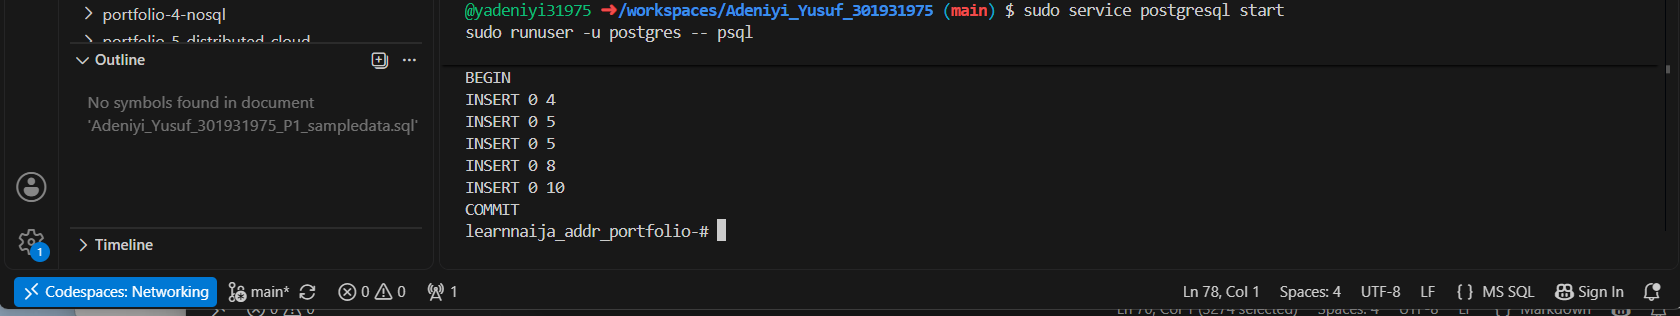 portfolio-4-nosql
portfolio-5_distributed_cloud
Outline
No symbols found in document
'Adeniyi_Yusuf_301931975_P1_sampledata.sql'
1
Timeline
@yadeniyi31975 ➜/workspaces/Adeniyi_Yusuf_301931975 (main) $ sudo service postgresql start
sudo runuser -u postgres -- psql
BEGIN
INSERT 0 4
INSERT 0 5
INSERT 0 5
INSERT 0 8
INSERT 0 10
COMMIT
learnnaija_addr_portfolio-#
Codespaces: Networking main* 0 0 1 Ln 78, Col 1 Spaces: 4 UTF-8 LF {} MS SQL Sign In